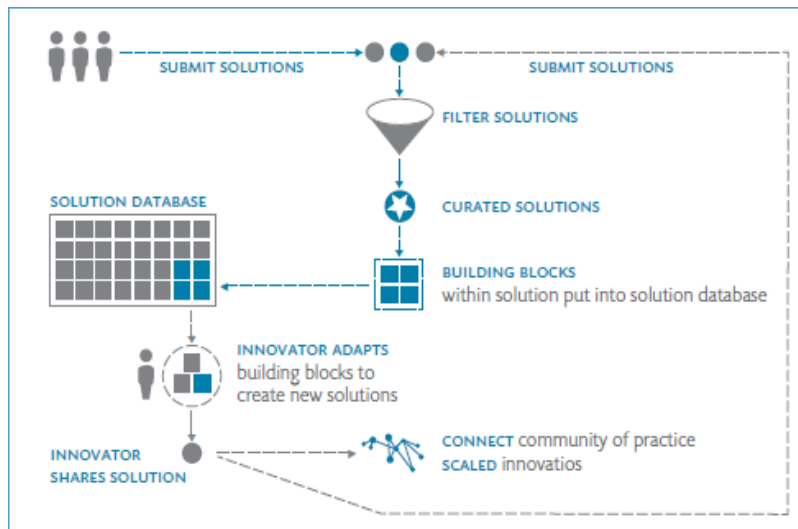 SUBMIT SOLUTIONS
SUBMIT SOLUTIONS
FILTER SOLUTIONS
CURATED SOLUTIONS
SOLUTION DATABASE
BUILDING BLOCKS
within solution put into solution database
INNOVATOR ADAPTS
building blocks to
create new solutions
INNOVATOR
SHARES SOLUTION
CONNECT community of practice
SCALED innovatios